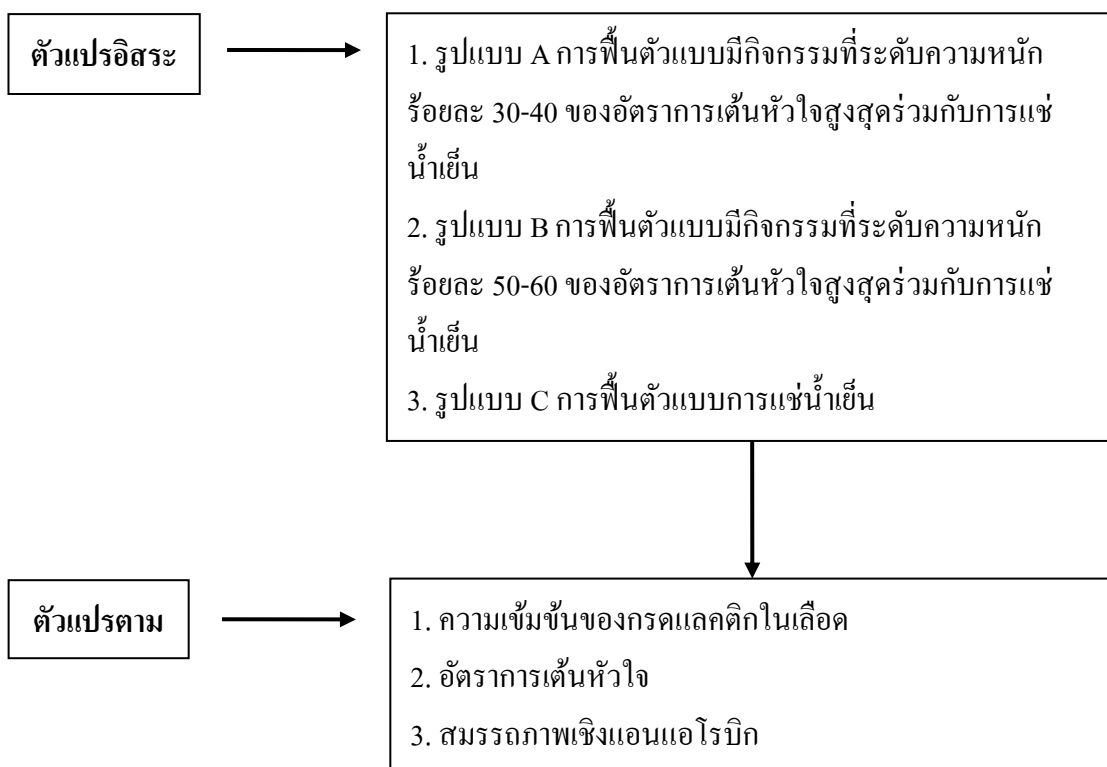 ตัวแปรอิสระ
1. รูปแบบ A การฟื้นตัวแบบมีกิจกรรมที่ระดับความหนัก
ร้อยละ 30-40 ของอัตราการเต้นหัวใจสูงสุดร่วมกับการแช่
น้ำเย็น
2. รูปแบบ B การฟื้นตัวแบบมีกิจกรรมที่ระดับความหนัก
ร้อยละ 50-60 ของอัตราการเต้นหัวใจสูงสุดร่วมกับการแช่
น้ำเย็น
3. รูปแบบ C การฟื้นตัวแบบการแช่น้ำเย็น
ตัวแปรตาม
1. ความเข้มข้นของกรดแลคติกในเลือด
2. อัตราการเต้นหัวใจ
3. สมรรถภาพเชิงแอนแอโรบิก